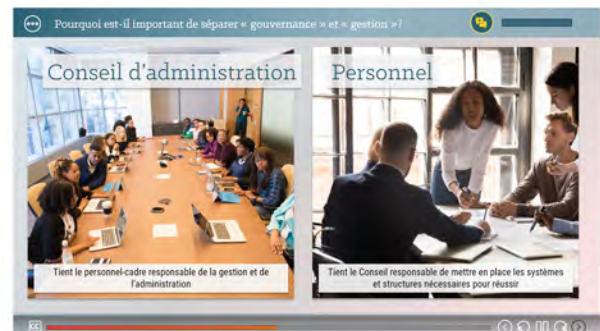 Pourquoi est-il important de séparer « gouvernance » et « gestion »?
Conseil d'administration
Personnel
Tient le personnel-cadre responsable de la gestion et de
l'administration
Tient le Conseil responsable de mettre en place les systèmes
et structures nécessaires pour réussir
CC